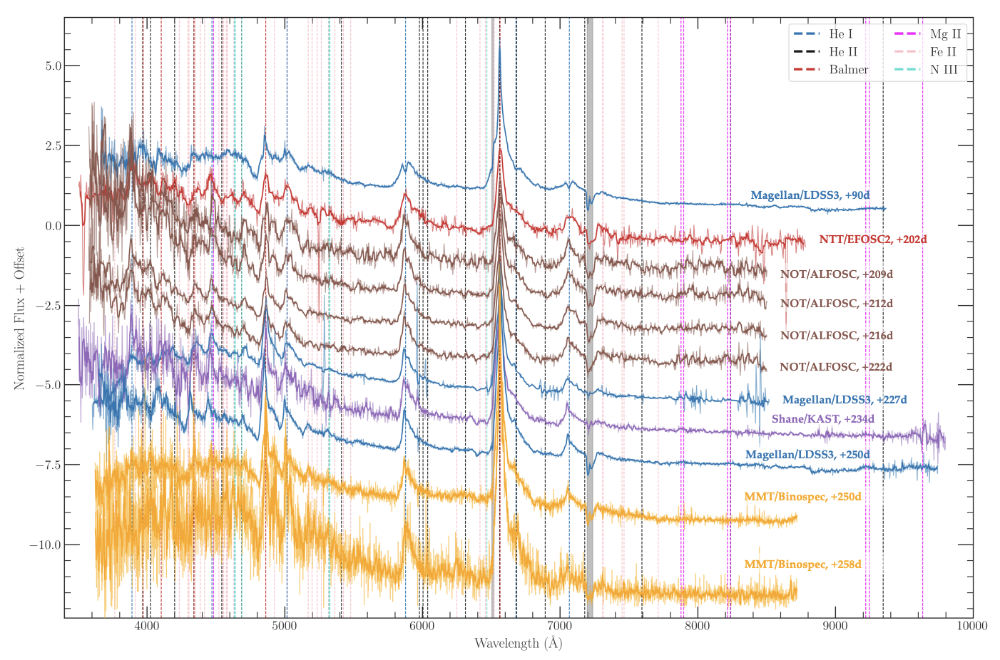 He I
He II
Balmer
Mg II
Fe II
N III
5.0
2.5
0.0
−2.5
−5.0
−7.5
−10.0
Normalized Flux + Offset
Magellan/LDSS3, +90d
NTT/EFOSC2, +202d
NOT/ALFOSC, +209d
NOT/ALFOSC, +212d
NOT/ALFOSC, +216d
NOT/ALFOSC, +222d
Magellan/LDSS3, +227d
Shane/KAST, +234d
Magellan/LDSS3, +250d
MMT/Binospec, +250d
MMT/Binospec, +258d
4000 5000 6000 7000 8000 9000 10000
Wavelength (Å)